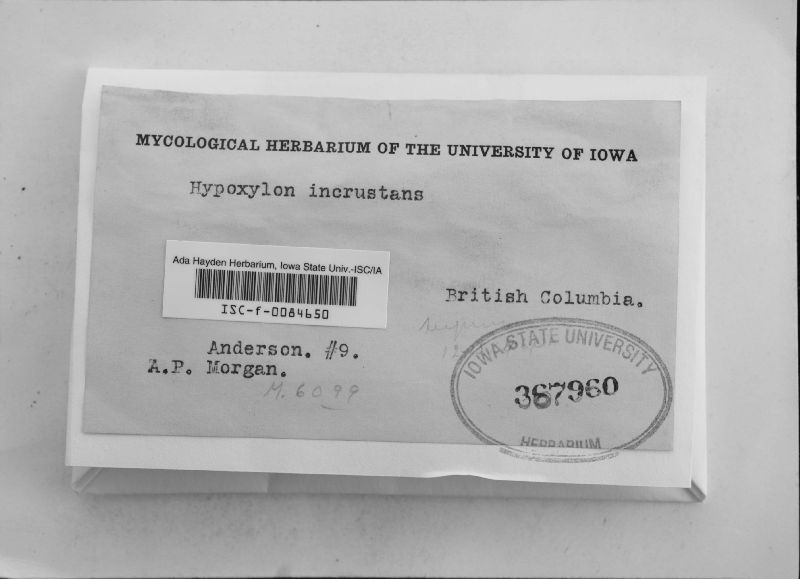 MYCOLOGICAL HERBARIUM OF THE UNIVERSITY OF IOWA
Hypoxylon incrustans
Ada Hayden Herbarium, Iowa State Univ.-ISC/IA
ISC-f-0084650
British Columbia.
Anderson. #9.
A.P. Morgan.
M. 6099
IOWA STATE UNIVERSITY
367960
HERBARIUM